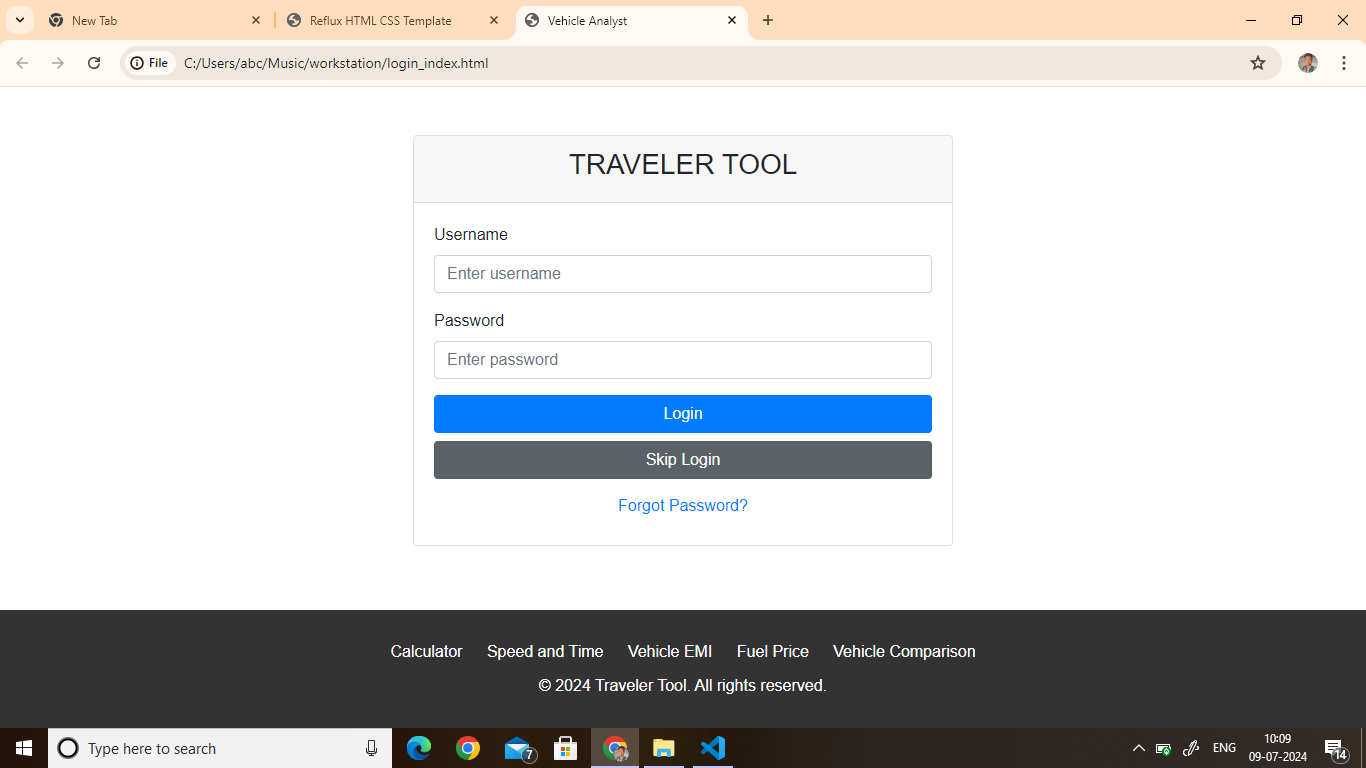 New Tab
Reflux HTML CSS Template
Vehicle Analyst
File
C:/Users/abc/Music/workstation/login_index.html
TRAVELER TOOL
Username
Enter username
Password
Enter password
Login
Skip Login
Forgot Password?
Calculator Speed and Time Vehicle EMI Fuel Price Vehicle Comparison
© 2024 Traveler Tool. All rights reserved.
Type here to search
7
ENG
10:09
09-07-2024
14